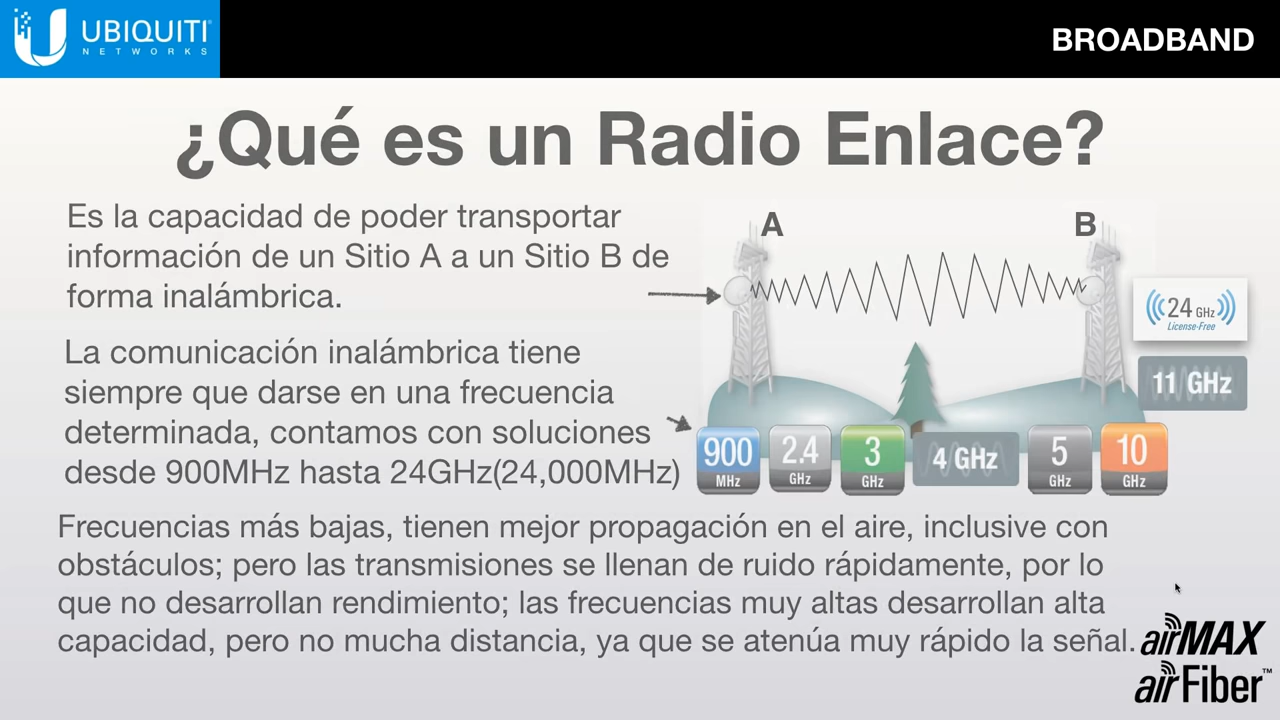 UBIQUITI
NETWORKS
BROADBAND
¿Qué es un Radio Enlace?
Es la capacidad de poder transportar
información de un Sitio A a un Sitio B de
forma inalámbrica.
A
B
24 GHz
License-Free
11 GHz
La comunicación inalámbrica tiene
siempre que darse en una frecuencia
determinada, contamos con soluciones
desde 900MHz hasta 24GHz(24,000MHz)
900 MHz
2.4 GHz
3 GHz
4 GHz
5 GHz
10 GHz
Frecuencias más bajas, tienen mejor propagación en el aire, inclusive con
obstáculos; pero las transmisiones se llenan de ruido rápidamente, por lo
que no desarrollan rendimiento; las frecuencias muy altas desarrollan alta
capacidad, pero no mucha distancia, ya que se atenúa muy rápido la señal.
airMAX
airFiber™